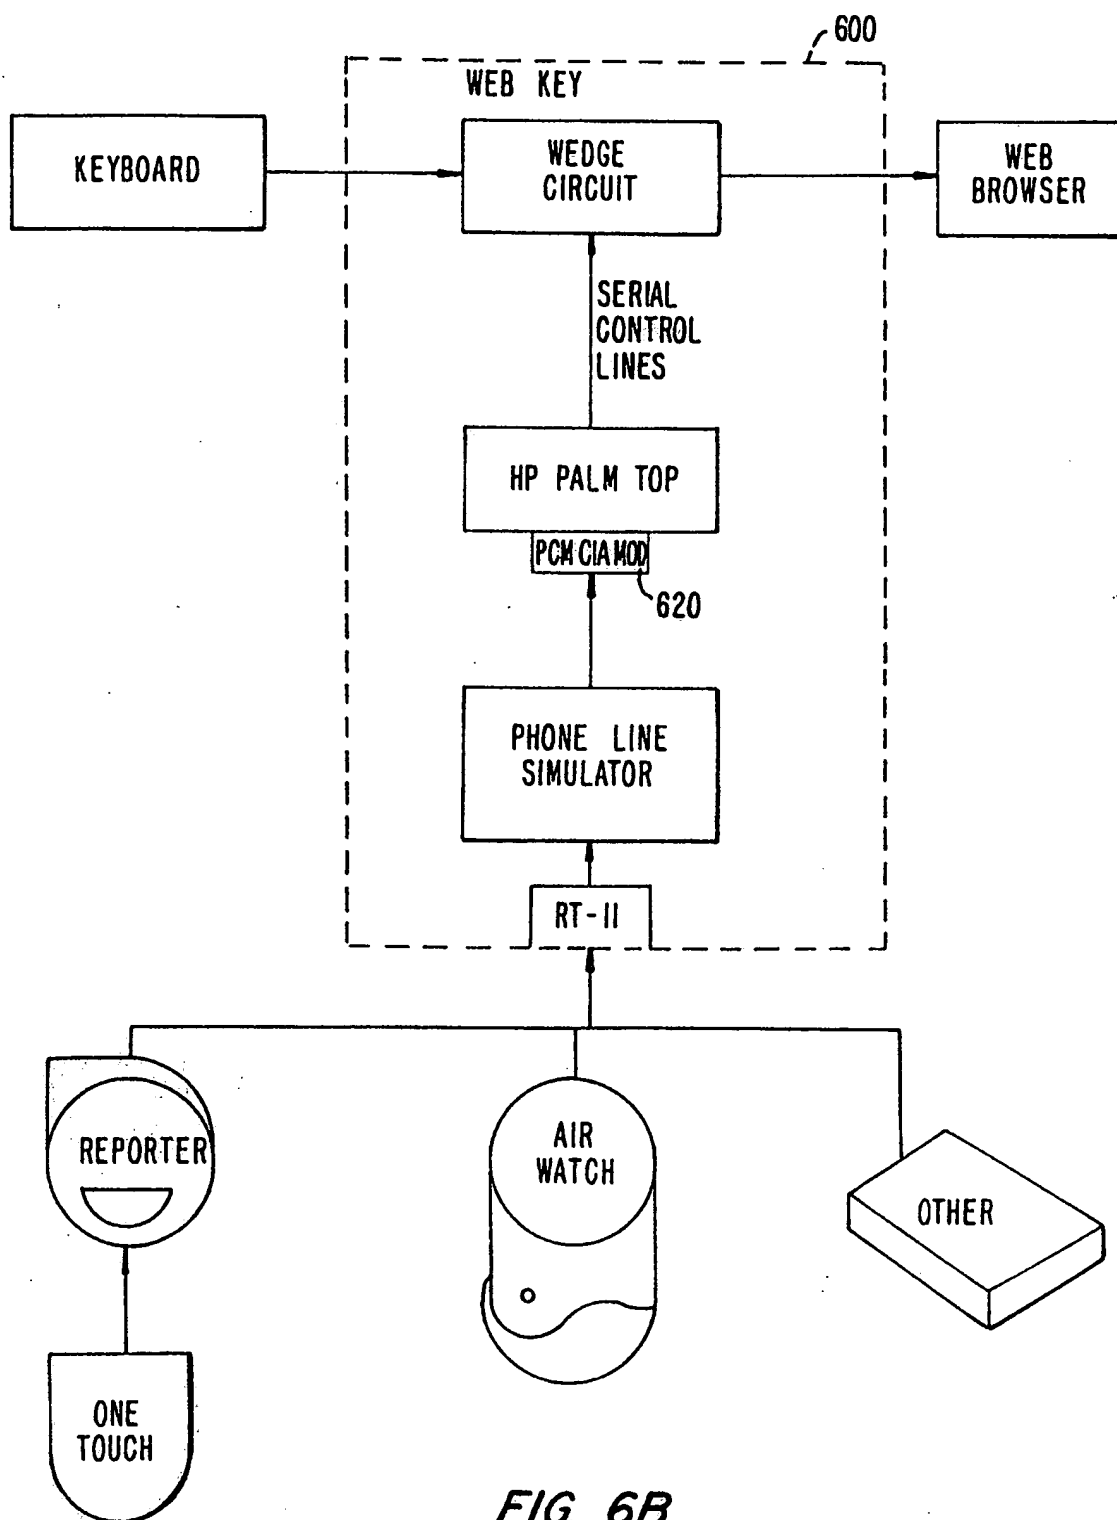 600
WEB KEY
KEYBOARD
WEDGE
CIRCUIT
WEB
BROWSER
SERIAL
CONTROL
LINES
HP PALM TOP
PCMCIA MOD
620
PHONE LINE
SIMULATOR
RT-11
REPORTER
AIR
WATCH
OTHER
ONE
TOUCH
FIG 6B